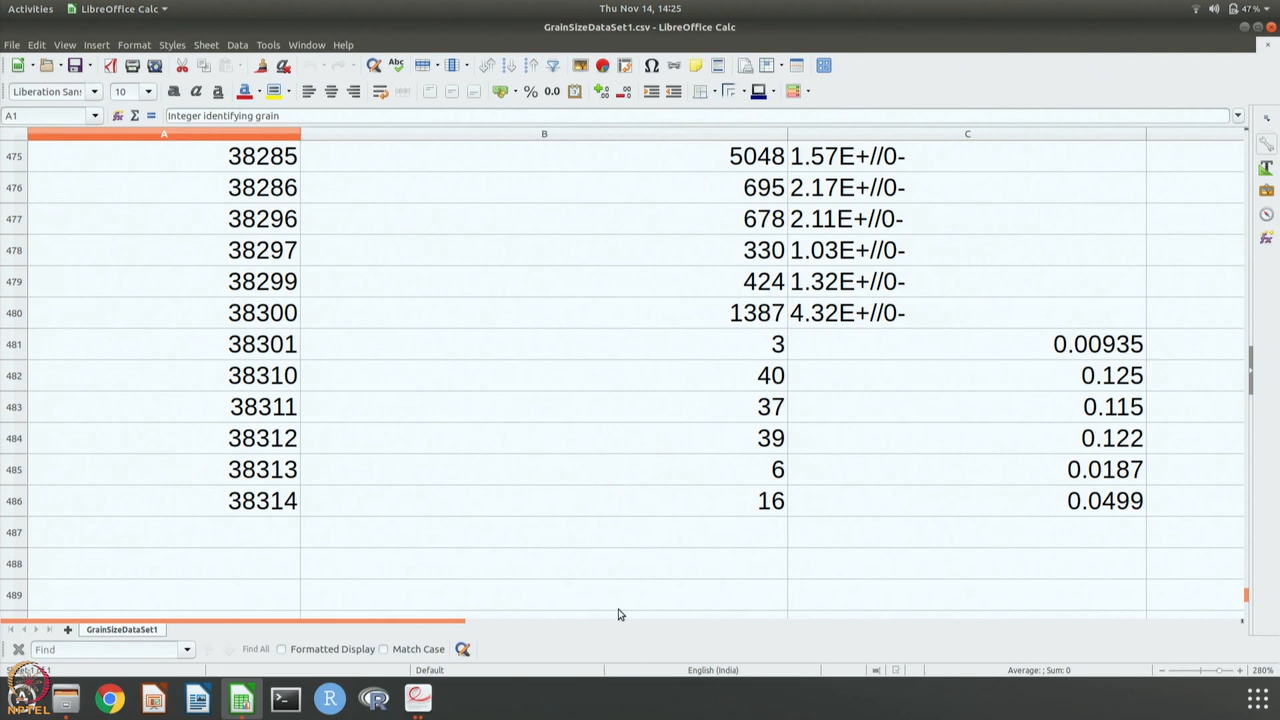 Activities LibreOffice Calc Thu Nov 14, 14:25 47%
GrainSizeDataSet1.csv - LibreOffice Calc
File Edit View Insert Format Styles Sheet Data Tools Window Help
Liberation Sans 10
A1 Integer identifying grain
A B C
475 38285 5048 1.57E+//0-
476 38286 695 2.17E+//0-
477 38296 678 2.11E+//0-
478 38297 330 1.03E+//0-
479 38299 424 1.32E+//0-
480 38300 1387 4.32E+//0-
481 38301 3 0.00935
482 38310 40 0.125
483 38311 37 0.115
484 38312 39 0.122
485 38313 6 0.0187
486 38314 16 0.0499
487
488
489
GrainSizeDataSet1
Find Find All Formatted Display Match Case
Default English (India) Average: ; Sum: 0 280%
NPTEL